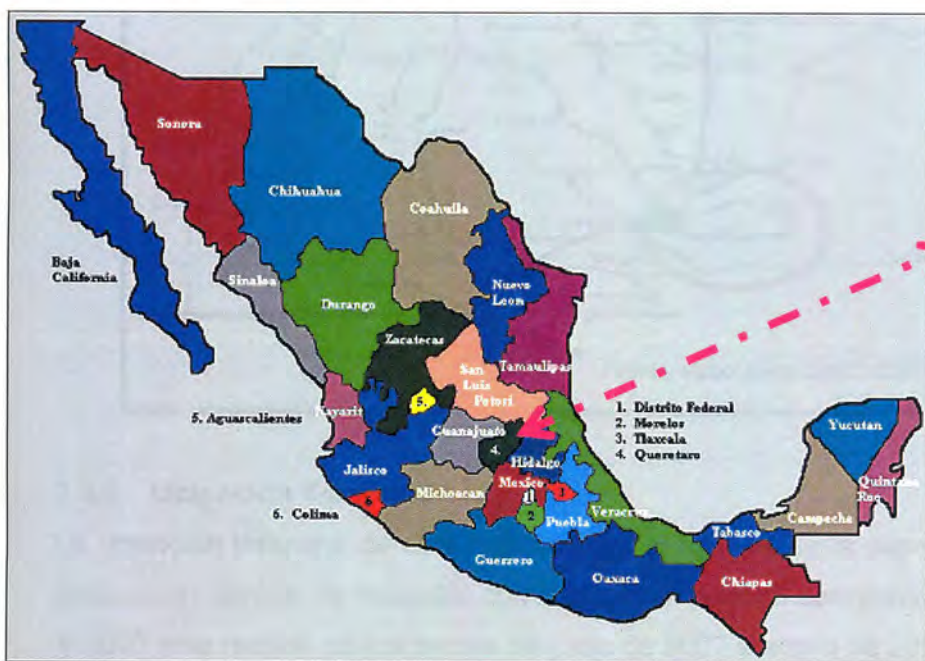 Sonora
Chihuahua
Coahuila
Baja
California
Sinaloa
Nuevo
Leon
Durango
Zacatecas
Tamaulipas
San
Luis
Potosi
5. Aguascalientes
Nayarit
5.
1. Distrito Federal
2. Morelos
3. Tlaxcala
4. Queretaro
Guanajuato
4.
Yucutan
Hidalgo
Jalisco
Quintana
Roo
Mexico
Michoacan
1
3
6. Colima
6
2
Puebla
Veracruz
Campacha
Tabasco
Guerrero
Oaxaca
Chiapas